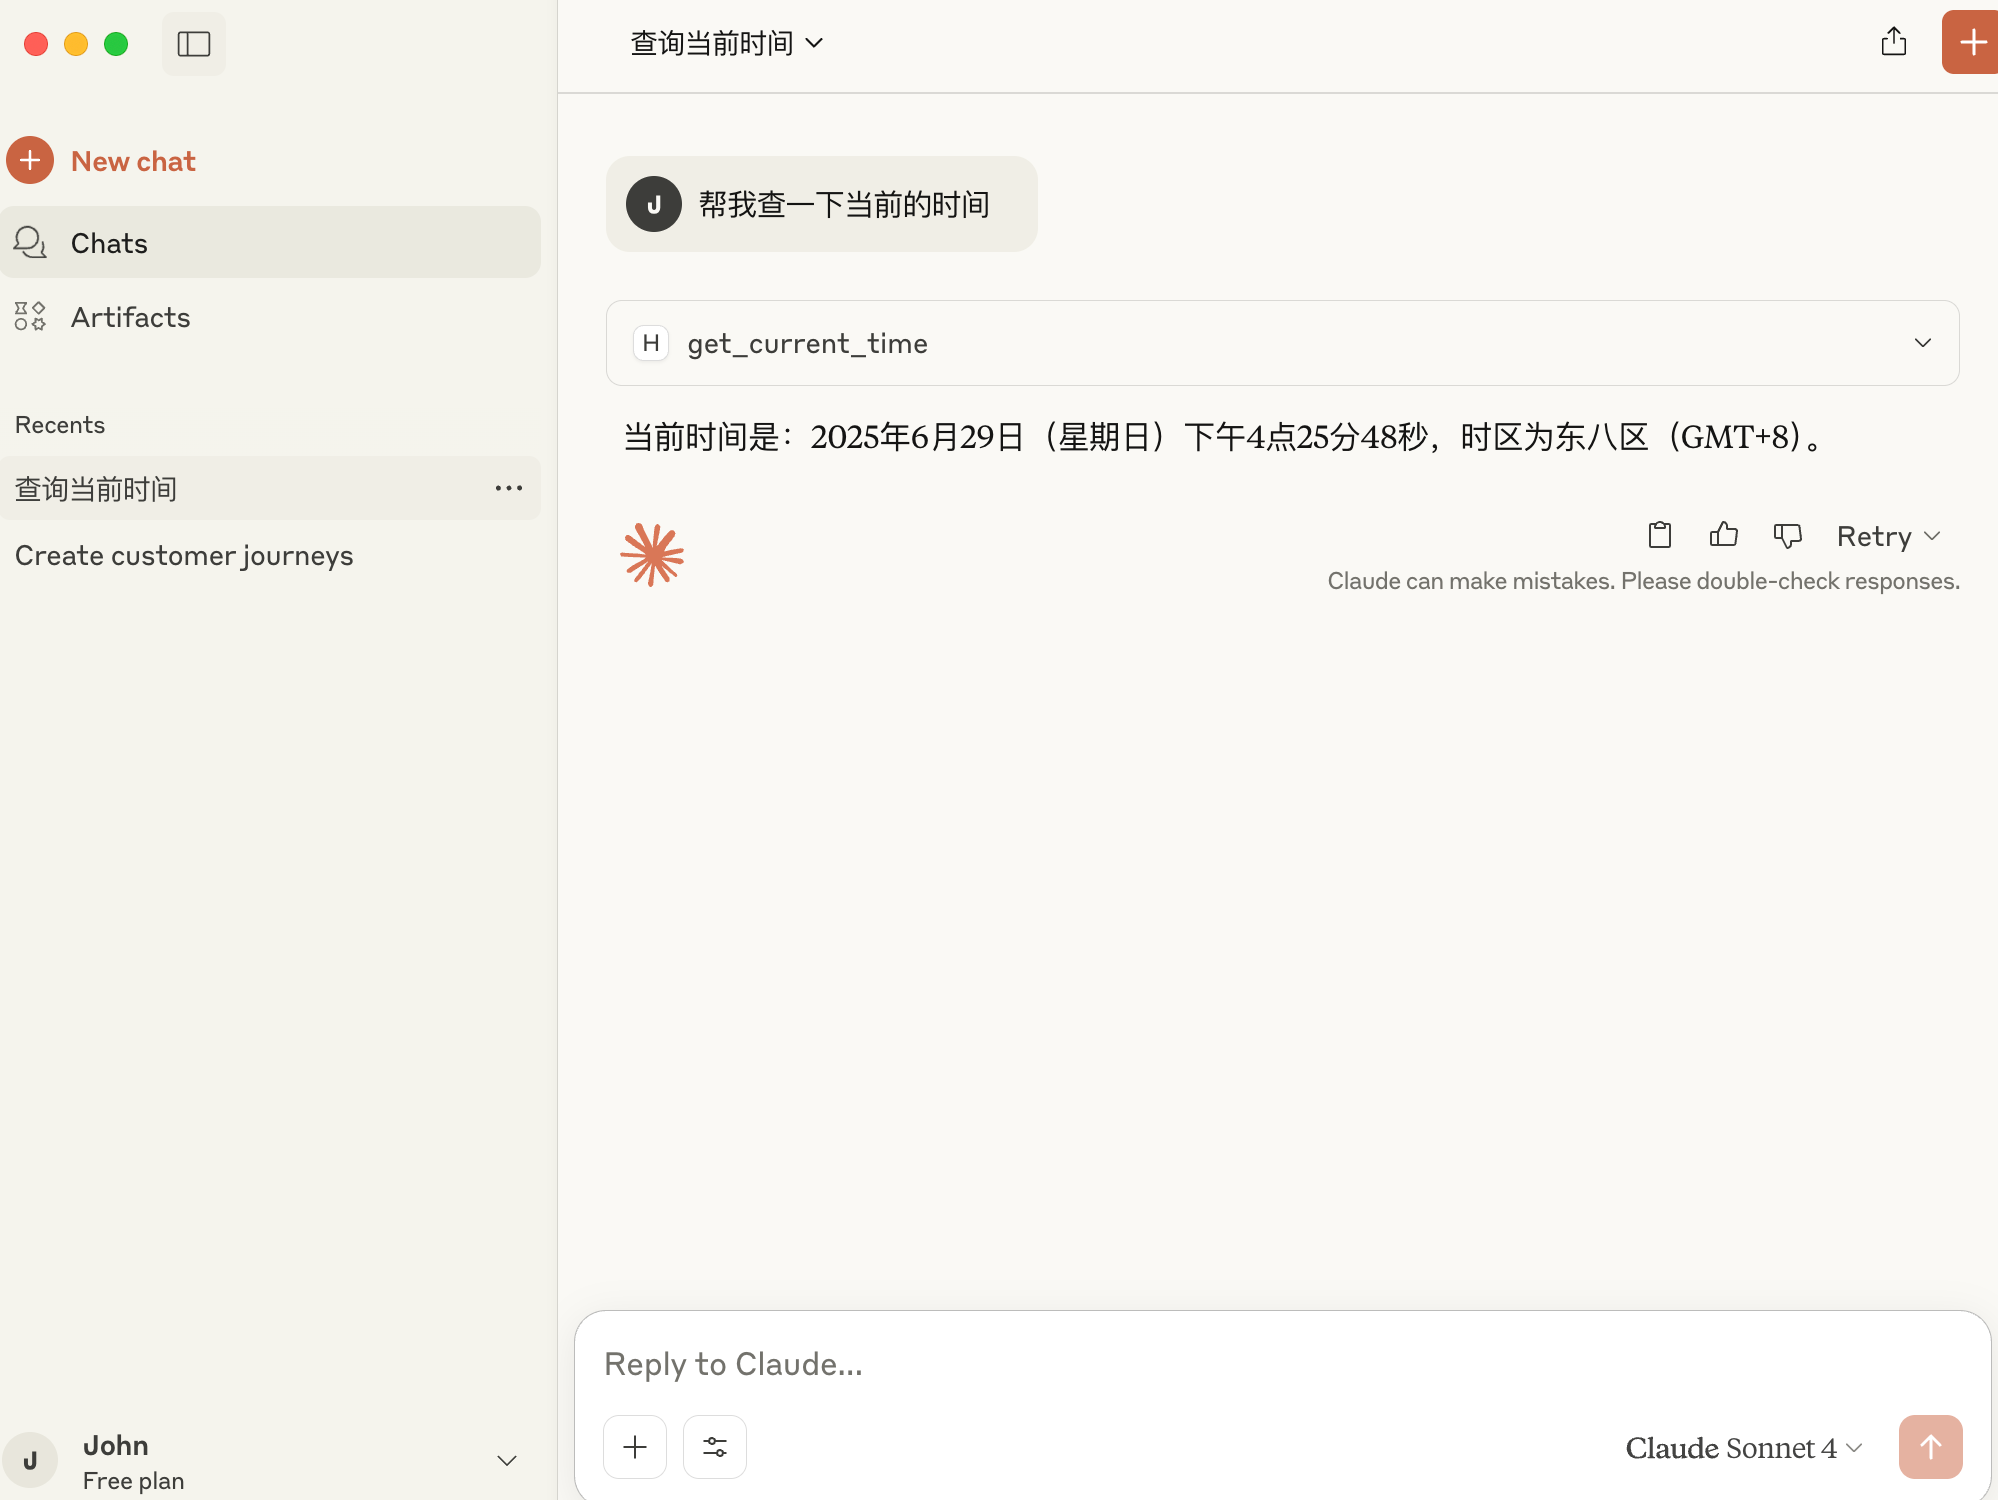 查询当前时间
New chat
Chats
Artifacts
Recents
查询当前时间
Create customer journeys
J
John
Free plan
J
帮我查一下当前的时间
H
get_current_time
当前时间是：2025年6月29日（星期日）下午4点25分48秒，时区为东八区（GMT+8）。
Retry
Claude can make mistakes. Please double-check responses.
Reply to Claude...
Claude Sonnet 4